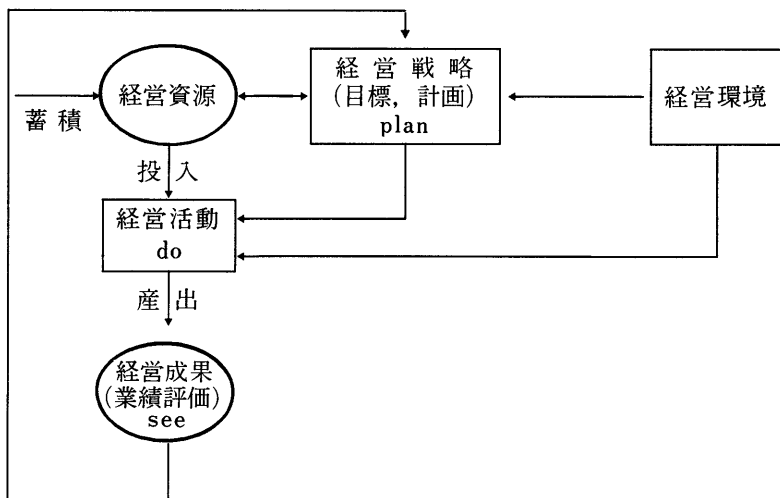 経営戦略
(目標，計画)
plan
経営資源
経営環境
蓄積
投入
経営活動
do
産出
経営成果
(業績評価)
see